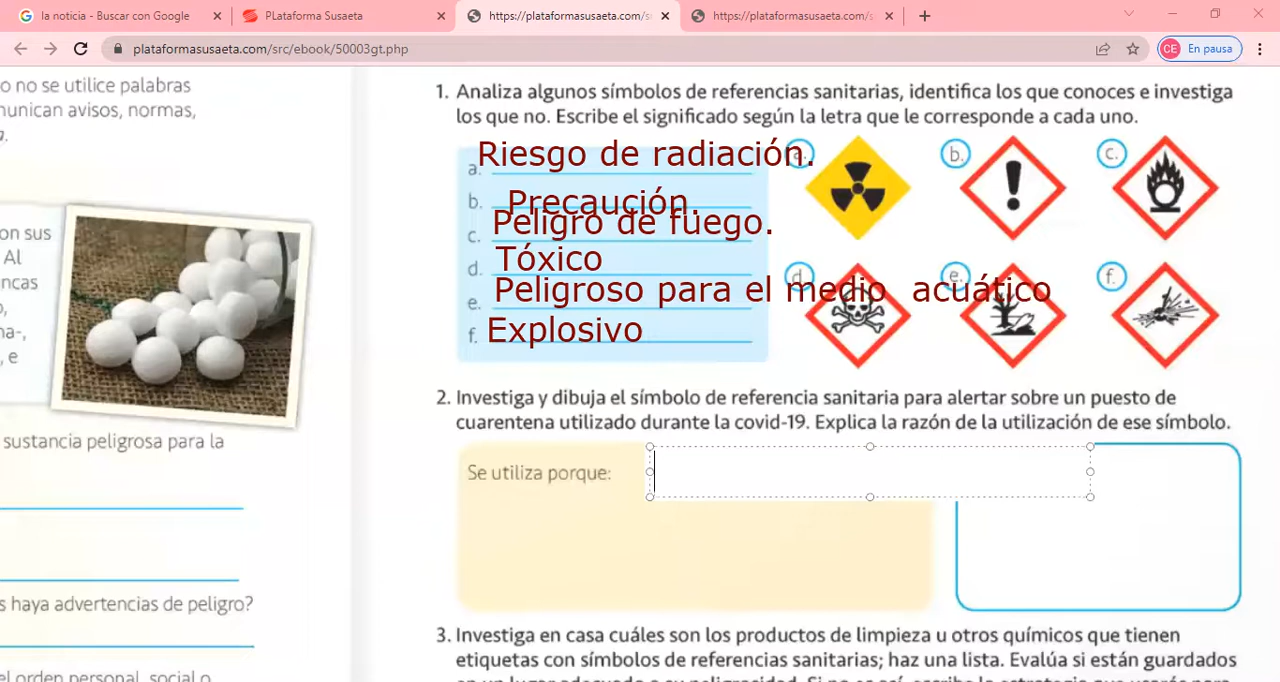 la noticia - Buscar con Google
PLataforma Susaeta
https://plataformasusaeta.com/s
https://plataformasusaeta.com/s
plataformasusaeta.com/src/ebook/50003gt.php
CE En pausa
o no se utilice palabras
munican avisos, normas,
a.
on sus
Al
ncas
o,
na-,
, e
sustancia peligrosa para la
s haya advertencias de peligro?
el orden personal, social o
1. Analiza algunos símbolos de referencias sanitarias, identifica los que conoces e investiga
los que no. Escribe el significado según la letra que le corresponde a cada uno.
a. Riesgo de radiación.
b. Precaución.
c. Peligro de fuego.
d. Tóxico
e. Peligroso para el medio acuático
f. Explosivo
a.
b.
c.
d.
e.
f.
2. Investiga y dibuja el símbolo de referencia sanitaria para alertar sobre un puesto de
cuarentena utilizado durante la covid-19. Explica la razón de la utilización de ese símbolo.
Se utiliza porque:
3. Investiga en casa cuáles son los productos de limpieza u otros químicos que tienen
etiquetas con símbolos de referencias sanitarias; haz una lista. Evalúa si están guardados